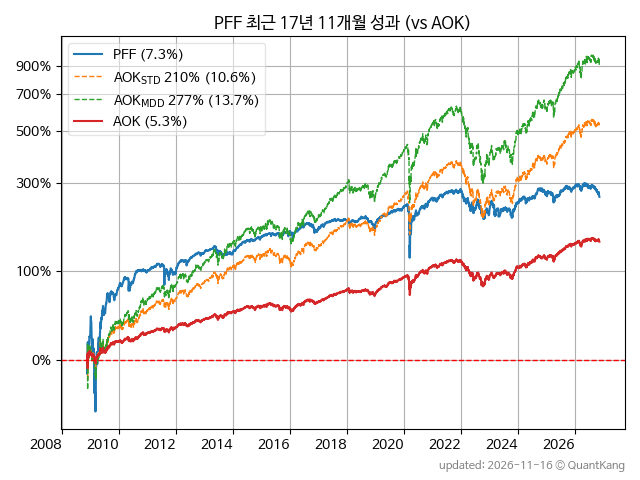 PFF 최근 17년 11개월 성과 (vs AOK)
PFF (7.3%)
AOKSTD 210% (10.6%)
AOKMDD 277% (13.7%)
AOK (5.3%)
900%
700%
500%
300%
100%
0%
2008 2010 2012 2014 2016 2018 2020 2022 2024 2026
updated: 2026-11-16 © QuantKang